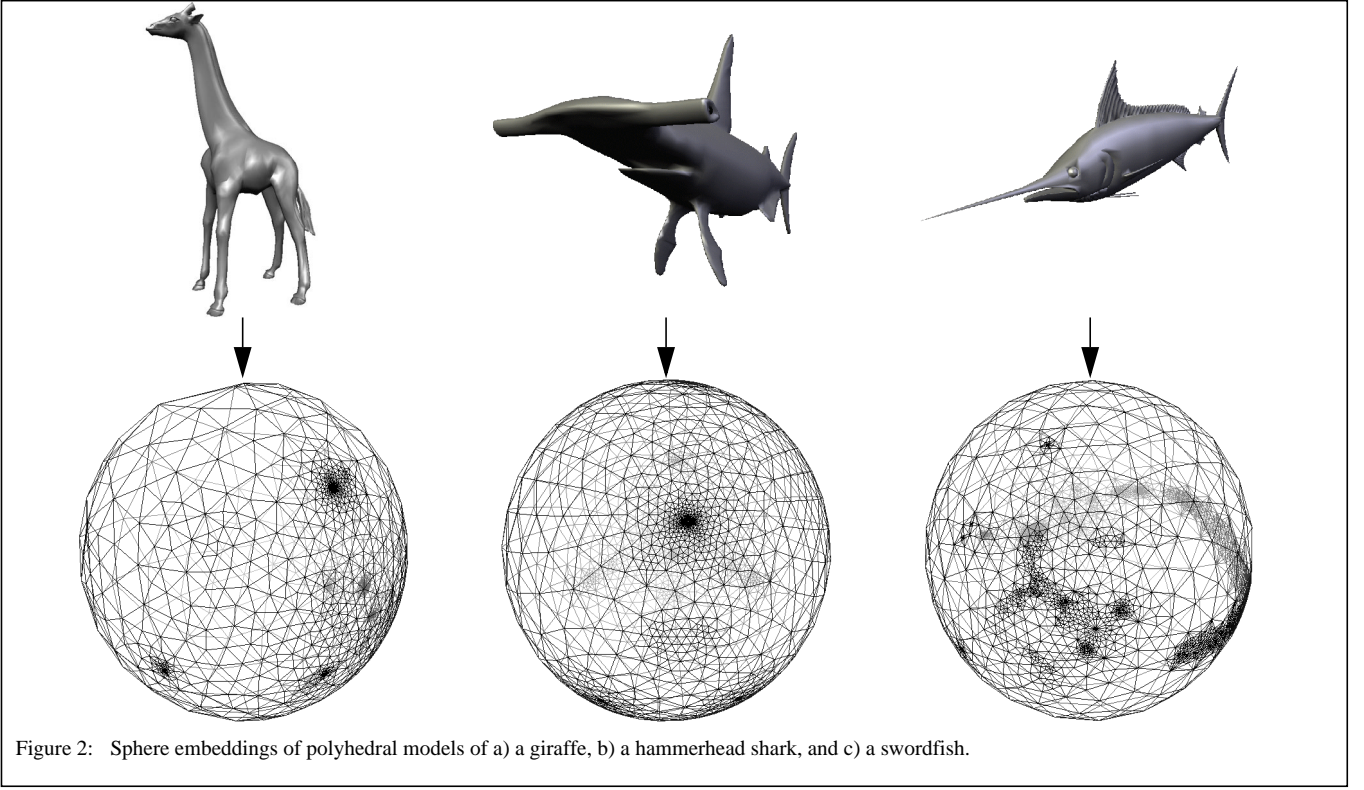 Figure 2: Sphere embeddings of polyhedral models of a) a giraffe, b) a hammerhead shark, and c) a swordfish.